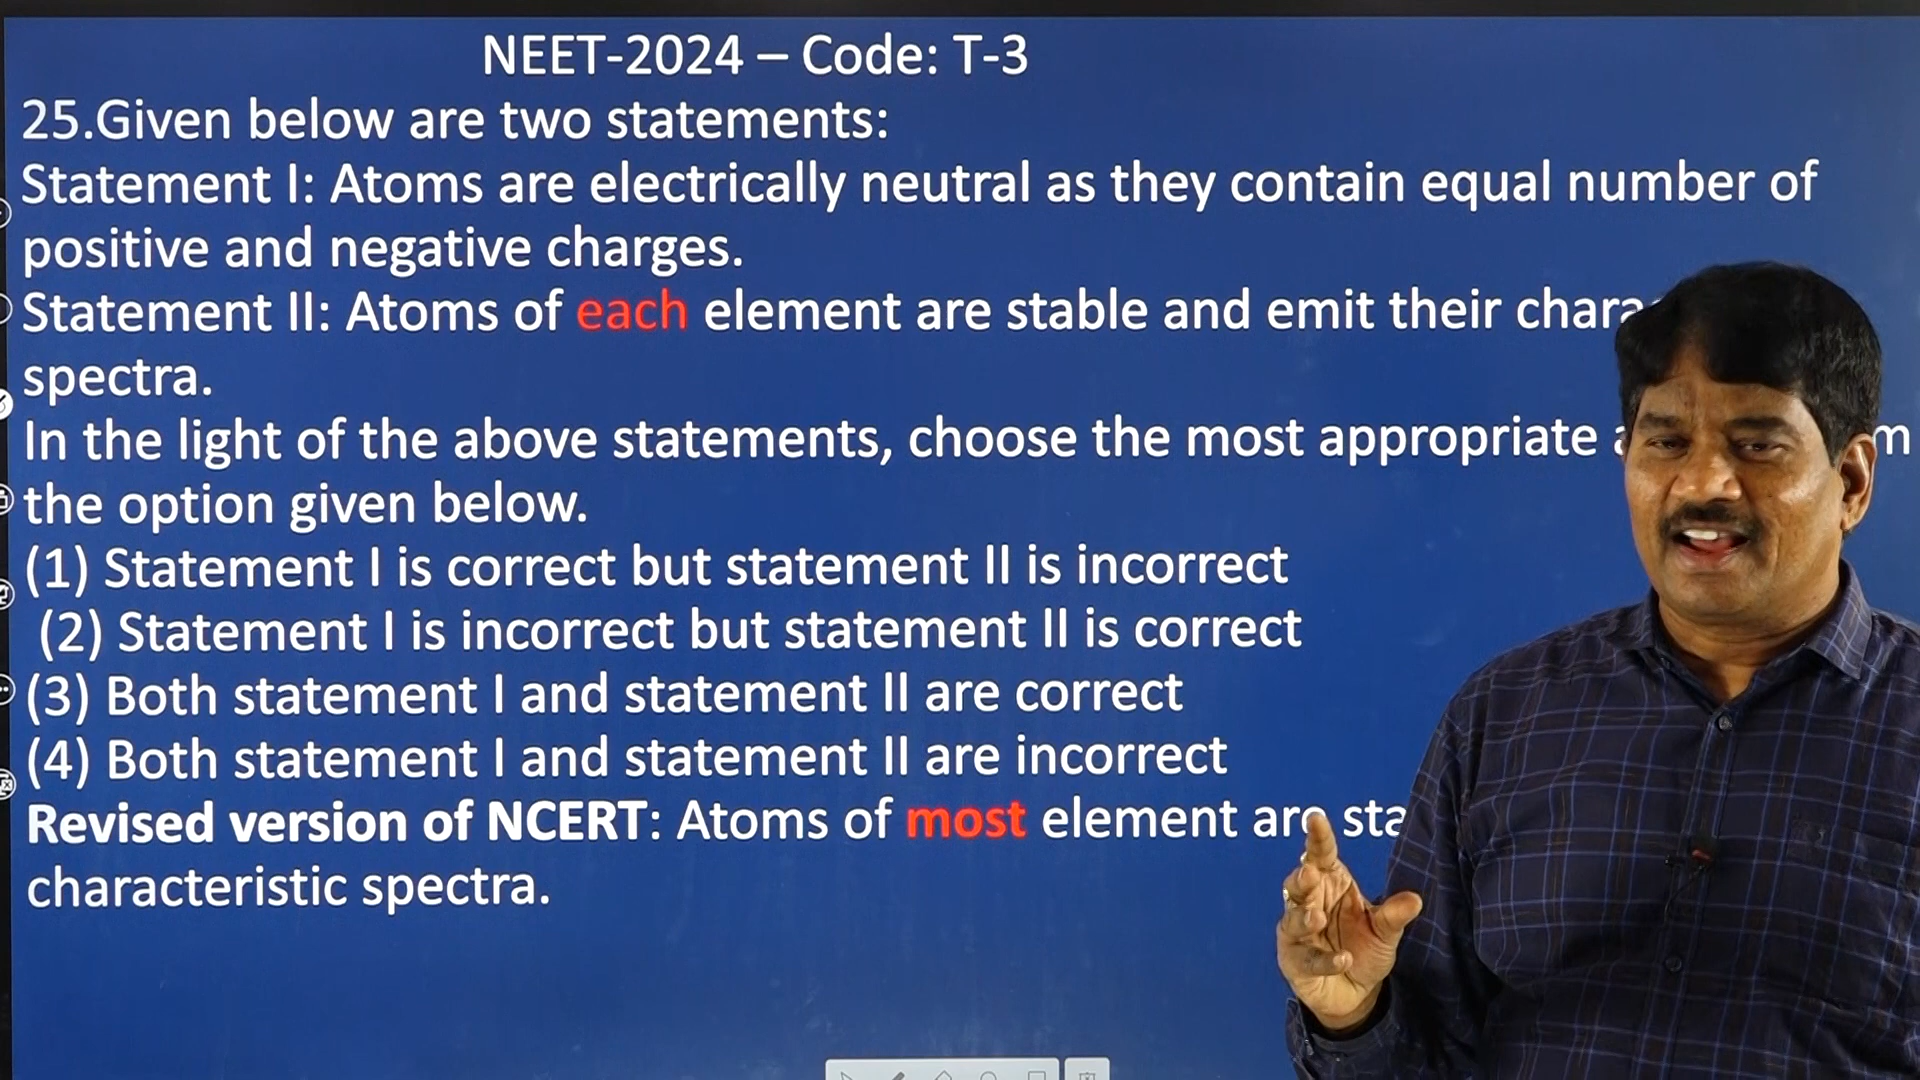 NEET-2024 – Code: T-3
25.Given below are two statements:
Statement I: Atoms are electrically neutral as they contain equal number of
positive and negative charges.
Statement II: Atoms of each element are stable and emit their
spectra.
In the light of the above statements, choose the most appropriate
the option given below.
(1) Statement I is correct but statement II is incorrect
(2) Statement I is incorrect but statement II is correct
(3) Both statement I and statement II are correct
(4) Both statement I and statement II are incorrect
Revised version of NCERT: Atoms of most element are
characteristic spectra.